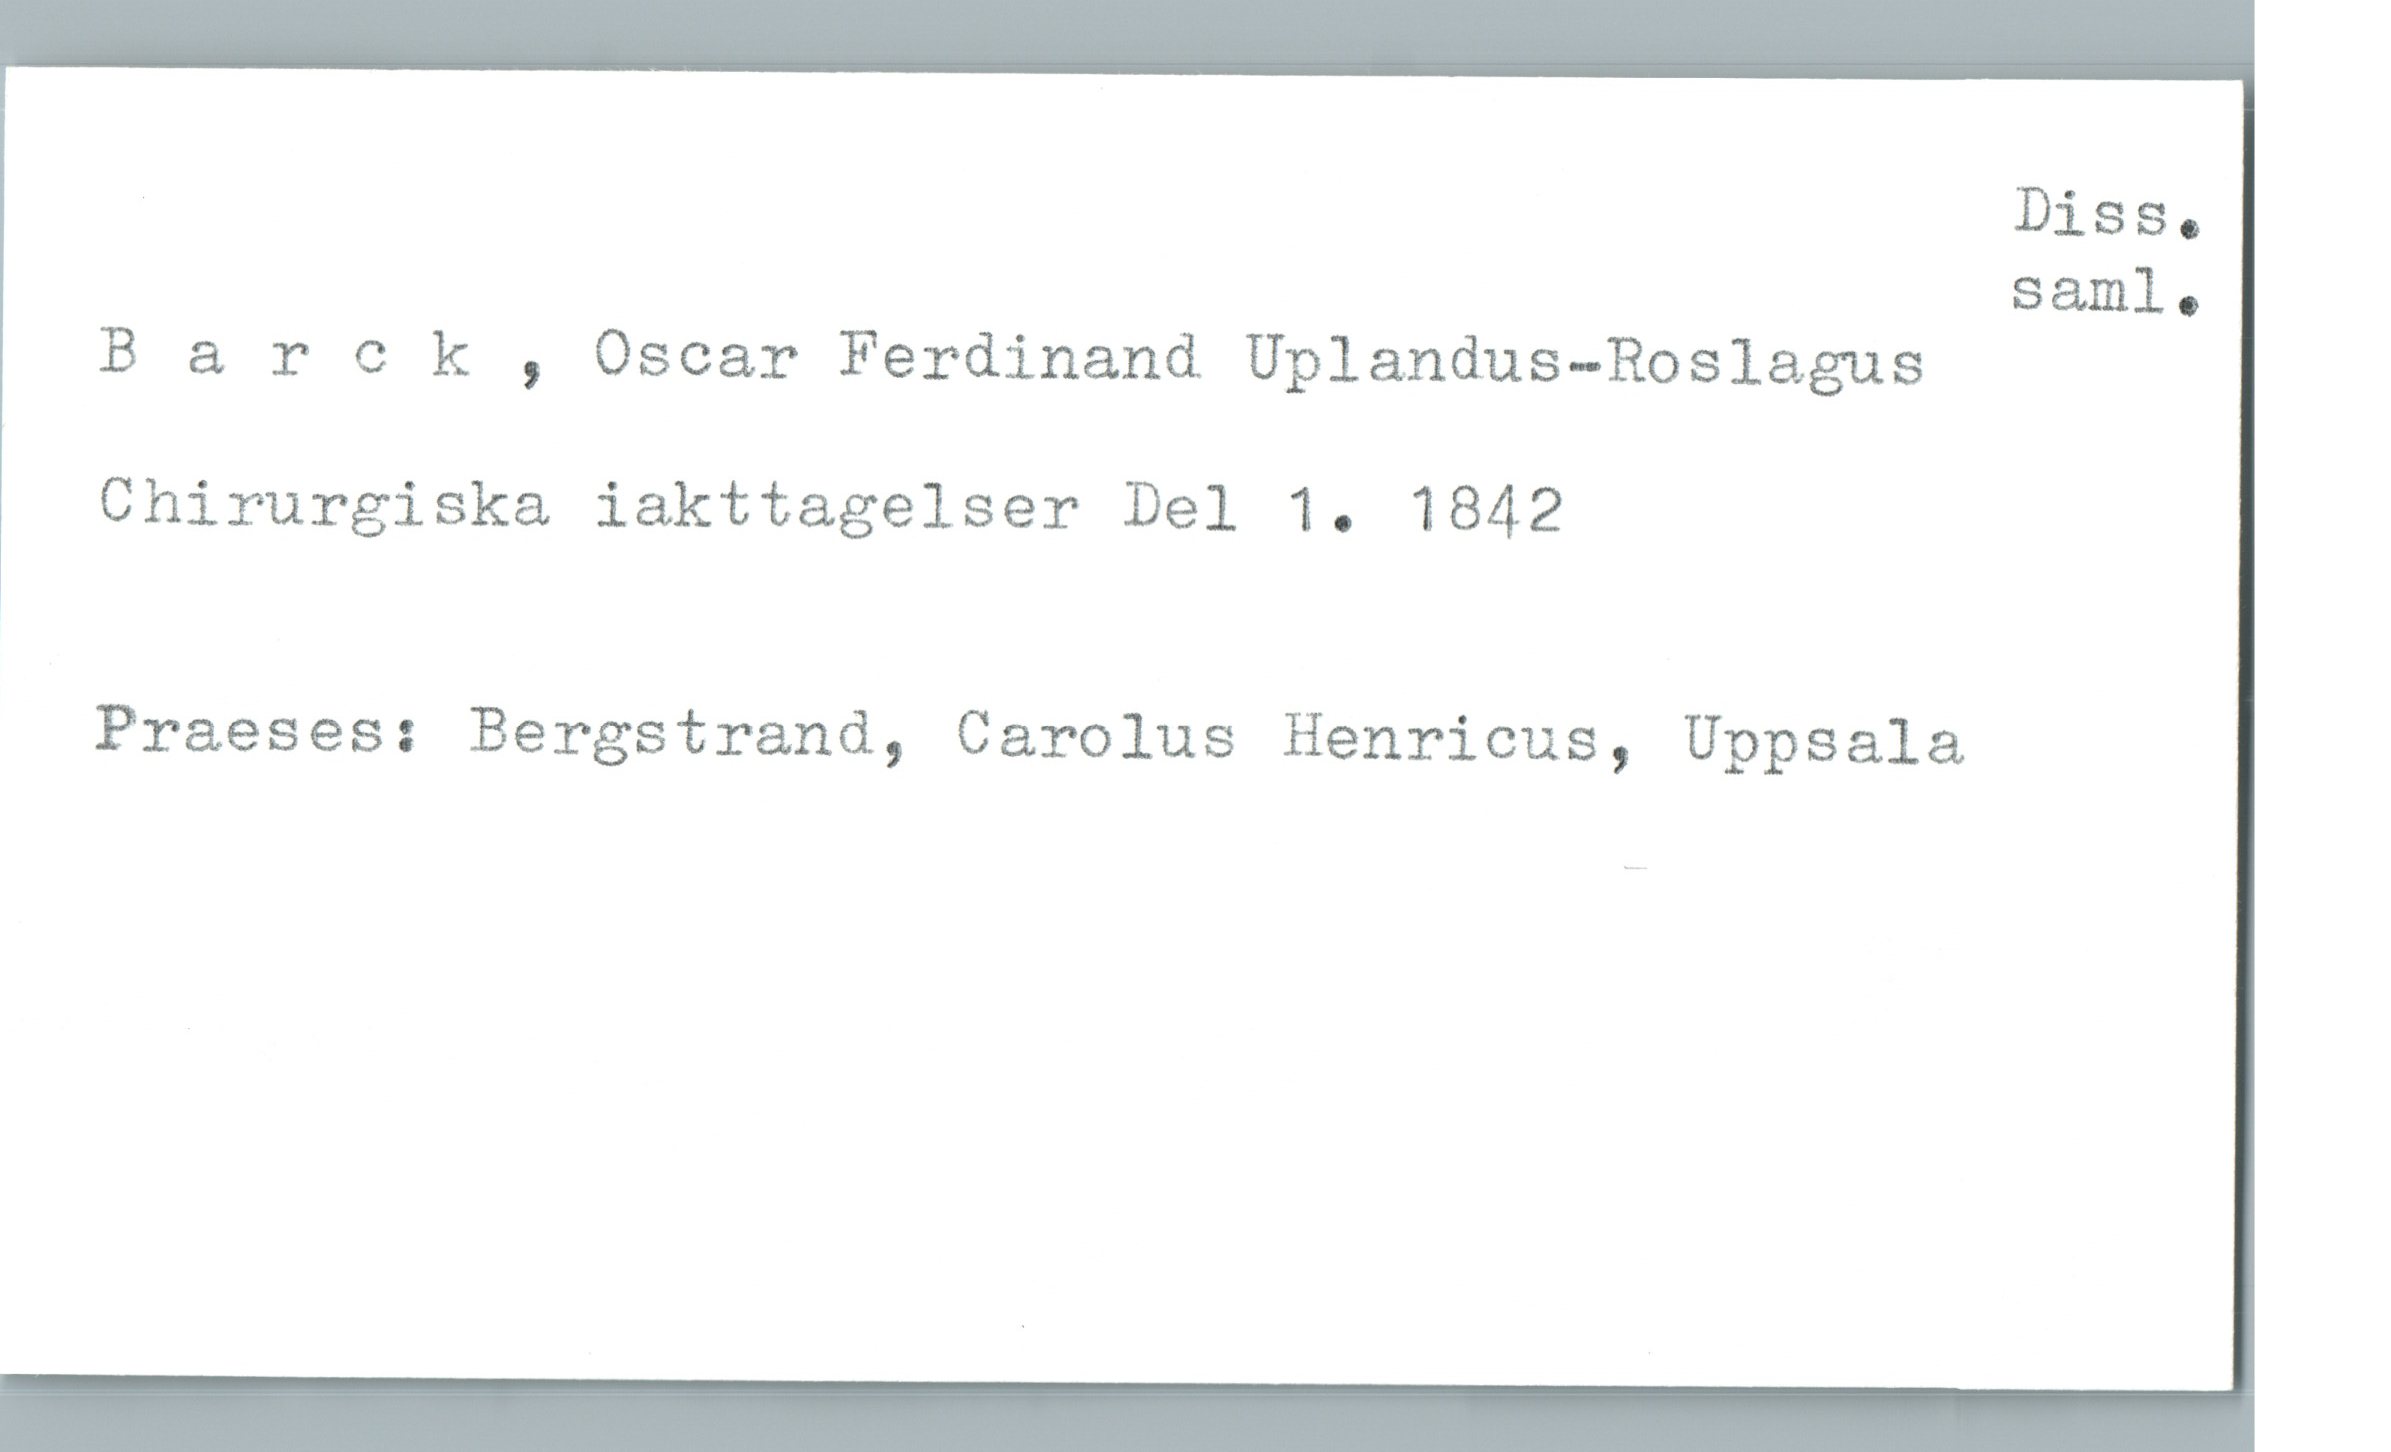 Diss.
saml.
B a r c k , Oscar Ferdinand Uplandus-Roslagus
Chirurgiska iakttagelser Del 1. 1842
Praeses: Bergstrand, Carolus Henricus, Uppsala